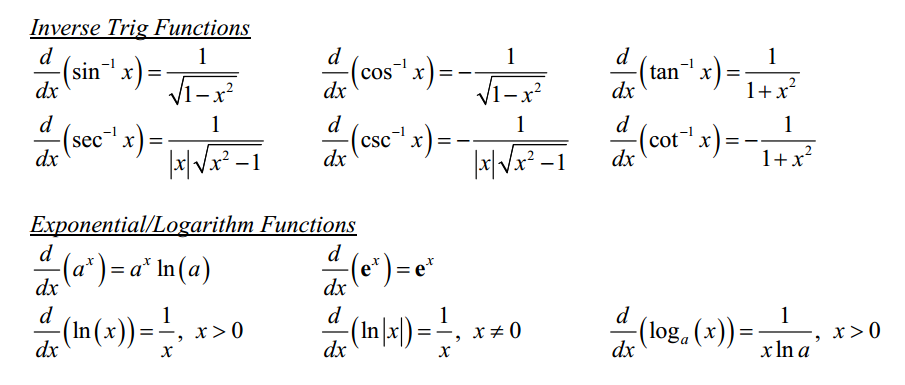 Inverse Trig Functions
d/dx (sin⁻¹ x) = 1/√(1−x²)   d/dx (cos⁻¹ x) = −1/√(1−x²)   d/dx (tan⁻¹ x) = 1/(1+x²)
d/dx (sec⁻¹ x) = 1/(|x|√(x²−1))   d/dx (csc⁻¹ x) = −1/(|x|√(x²−1))   d/dx (cot⁻¹ x) = −1/(1+x²)
Exponential/Logarithm Functions
d/dx (aˣ) = aˣ ln(a)   d/dx (eˣ) = eˣ
d/dx (ln(x)) = 1/x, x > 0   d/dx (ln|x|) = 1/x, x ≠ 0   d/dx (logₐ(x)) = 1/(x ln a), x > 0